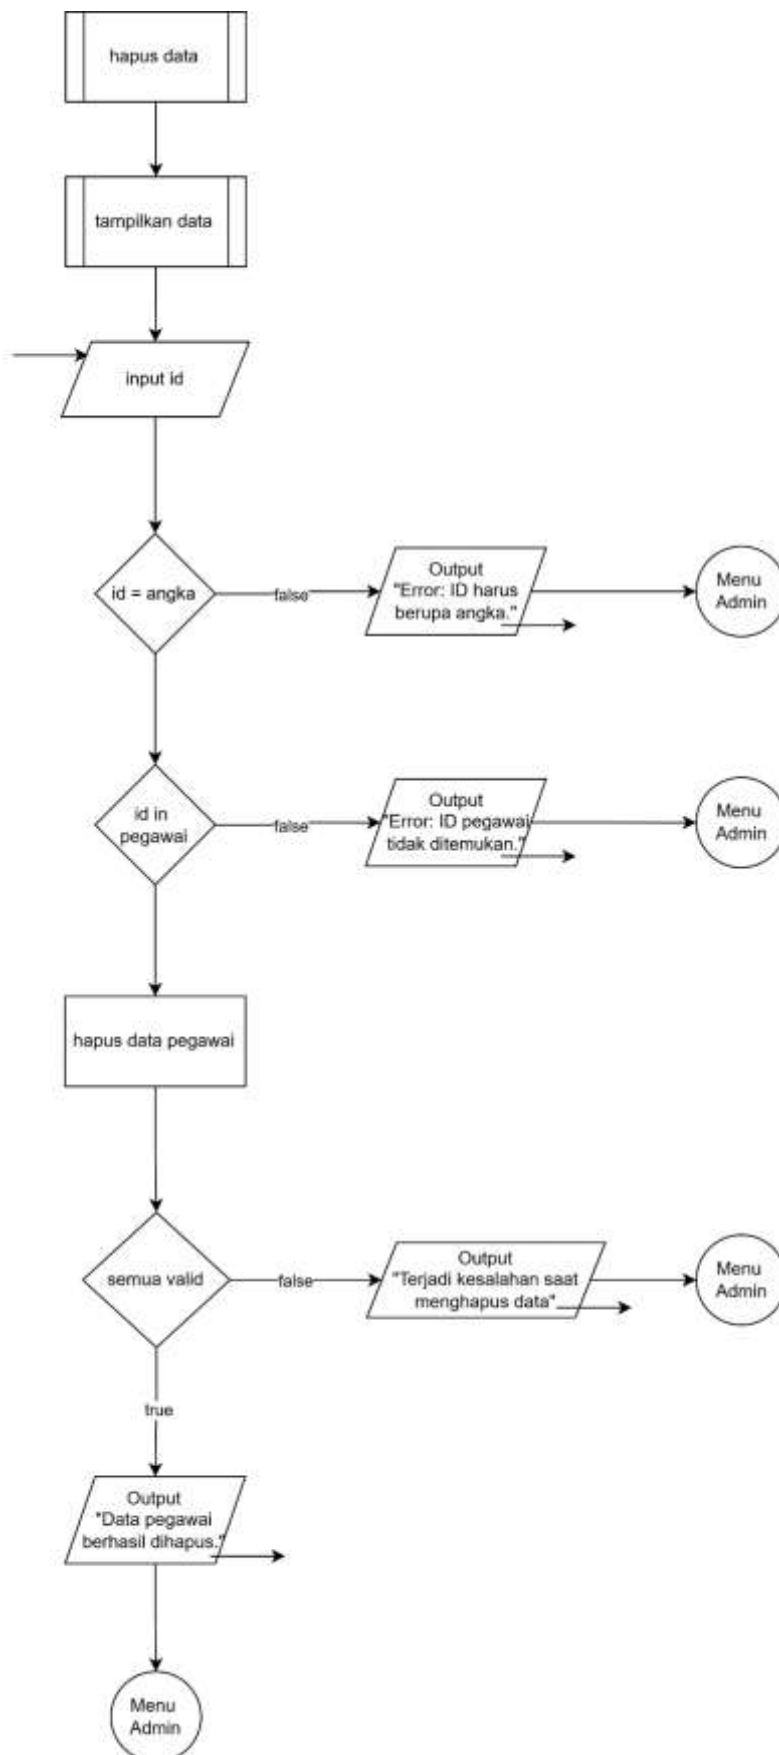 hapus data
tampilkan data
input id
id = angka
false
Output
"Error: ID harus
berupa angka."
Menu
Admin
id in
pegawai
false
Output
"Error: ID pegawai
tidak ditemukan."
Menu
Admin
hapus data pegawai
semua valid
false
Output
"Terjadi kesalahan saat
menghapus data"
Menu
Admin
true
Output
"Data pegawai
berhasil dihapus."
Menu
Admin